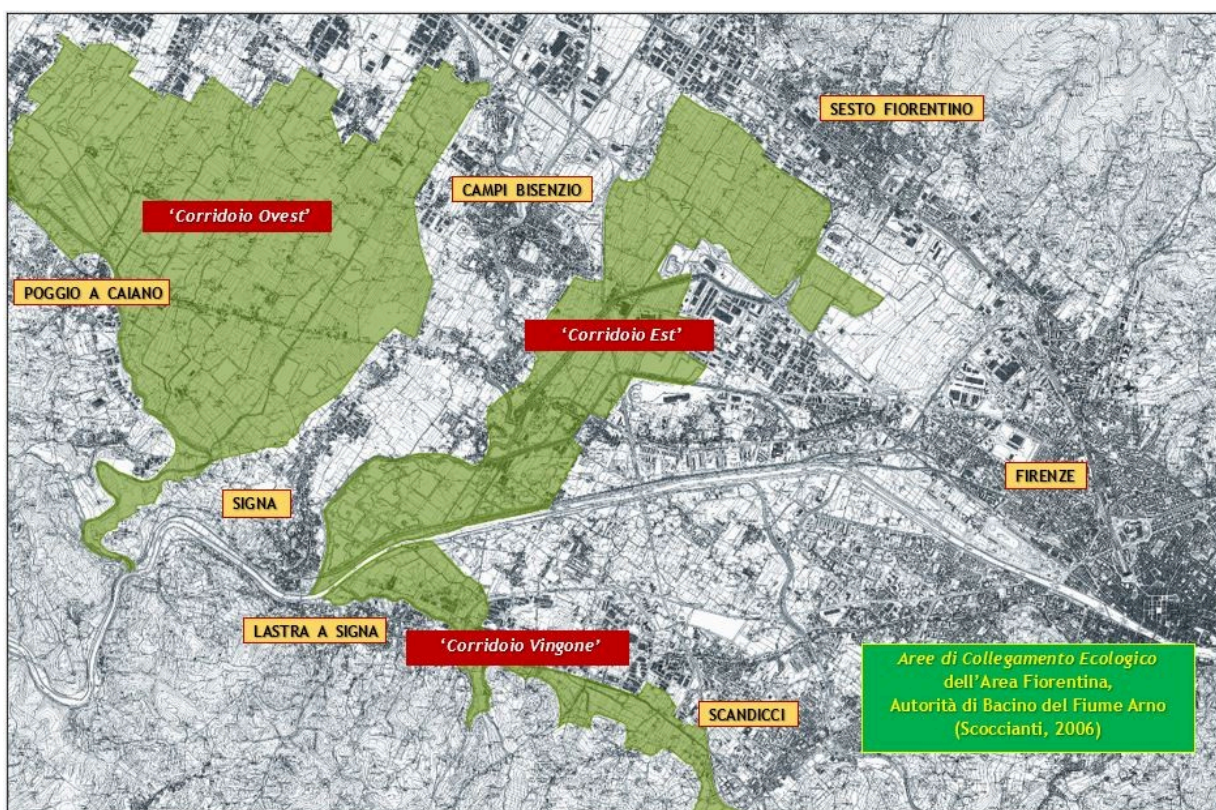 SESTO FIORENTINO
CAMPI BISENZIO
‘Corridoio Ovest’
POGGIO A CAIANO
‘Corridoio Est’
FIRENZE
SIGNA
LASTRA A SIGNA
‘Corridoio Vingone’
SCANDICCI
Aree di Collegamento Ecologico
dell’Area Fiorentina,
Autorità di Bacino del Fiume Arno
(Scoccianti, 2006)